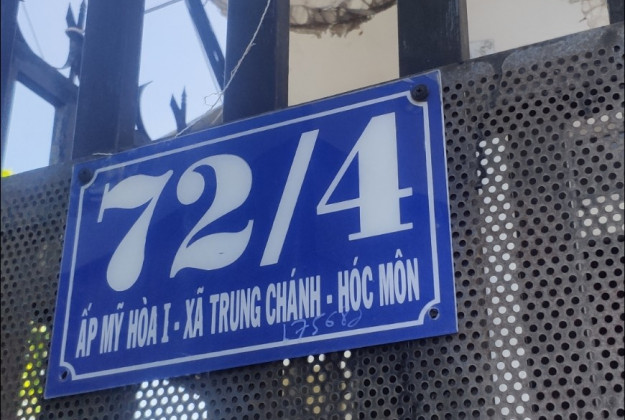 72/4
ẤP MỸ HÒA I - XÃ TRUNG CHÁNH - HÓC MÔN